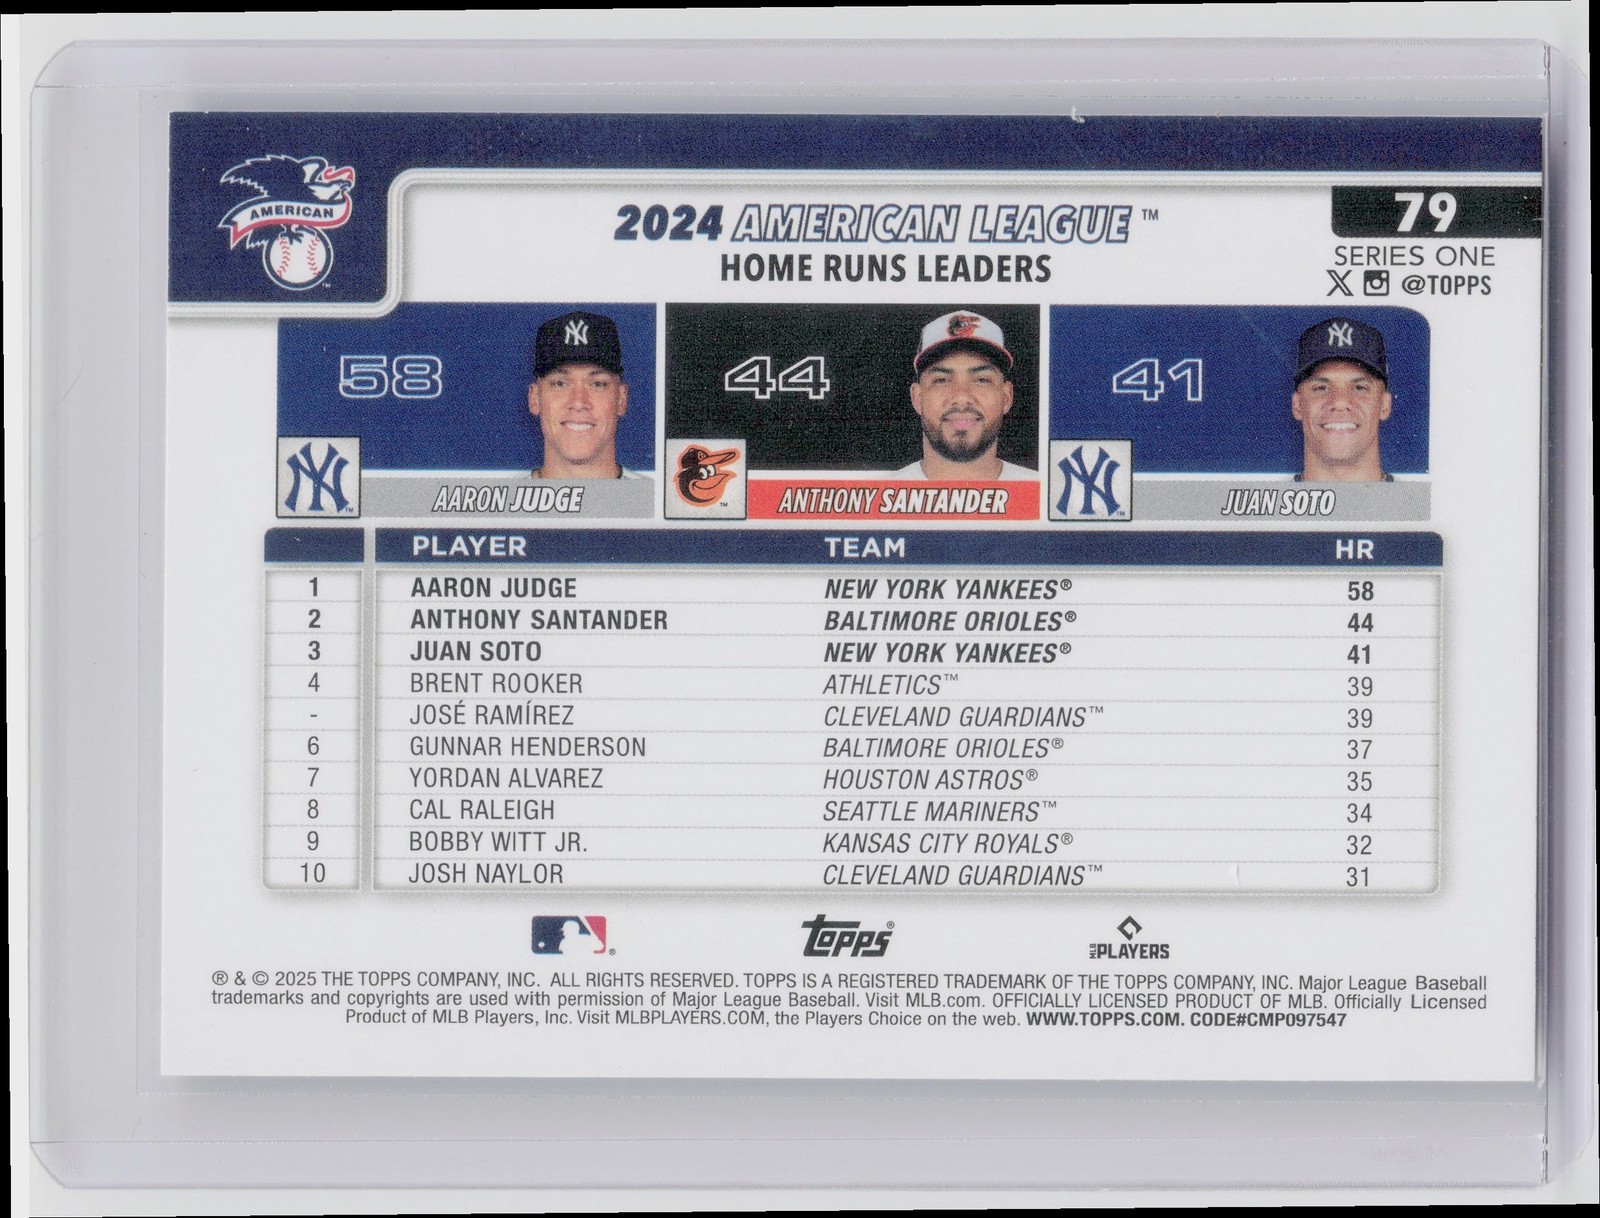 AMERICAN
2024 AMERICAN LEAGUE™
HOME RUNS LEADERS
79
SERIES ONE
X @TOPPS
58
44
41
AARON JUDGE
ANTHONY SANTANDER
JUAN SOTO
PLAYER TEAM HR
1 AARON JUDGE NEW YORK YANKEES® 58
2 ANTHONY SANTANDER BALTIMORE ORIOLES® 44
3 JUAN SOTO NEW YORK YANKEES® 41
4 BRENT ROOKER ATHLETICS™ 39
- JOSÉ RAMÍREZ CLEVELAND GUARDIANS™ 39
6 GUNNAR HENDERSON BALTIMORE ORIOLES® 37
7 YORDAN ALVAREZ HOUSTON ASTROS® 35
8 CAL RALEIGH SEATTLE MARINERS™ 34
9 BOBBY WITT JR. KANSAS CITY ROYALS® 32
10 JOSH NAYLOR CLEVELAND GUARDIANS™ 31
Topps®
MLB PLAYERS
® & © 2025 THE TOPPS COMPANY, INC. ALL RIGHTS RESERVED. TOPPS IS A REGISTERED TRADEMARK OF THE TOPPS COMPANY, INC. Major League Baseball
trademarks and copyrights are used with permission of Major League Baseball. Visit MLB.com. OFFICIALLY LICENSED PRODUCT OF MLB. Officially Licensed
Product of MLB Players, Inc. Visit MLBPLAYERS.COM, the Players Choice on the web. WWW.TOPPS.COM. CODE#CMP097547